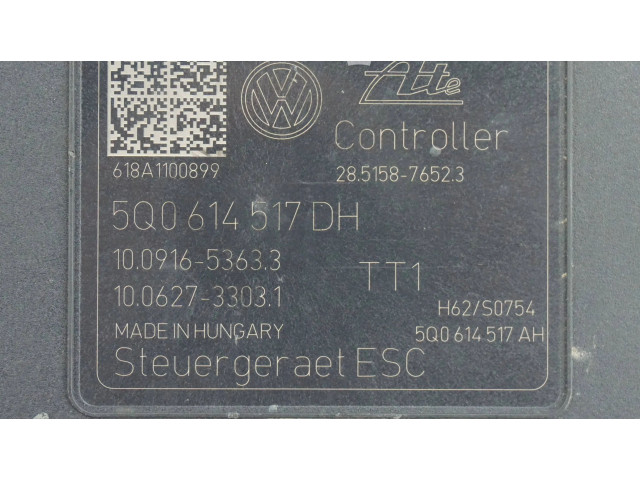 Ate
Controller
618A1100899
28.5158-7652.3
5Q0 614 517 DH
10.0916-5363.3
TT1
10.0627-3303.1
H62/S0754
MADE IN HUNGARY
5Q0 614 517 AH
Steuergeraet ESC